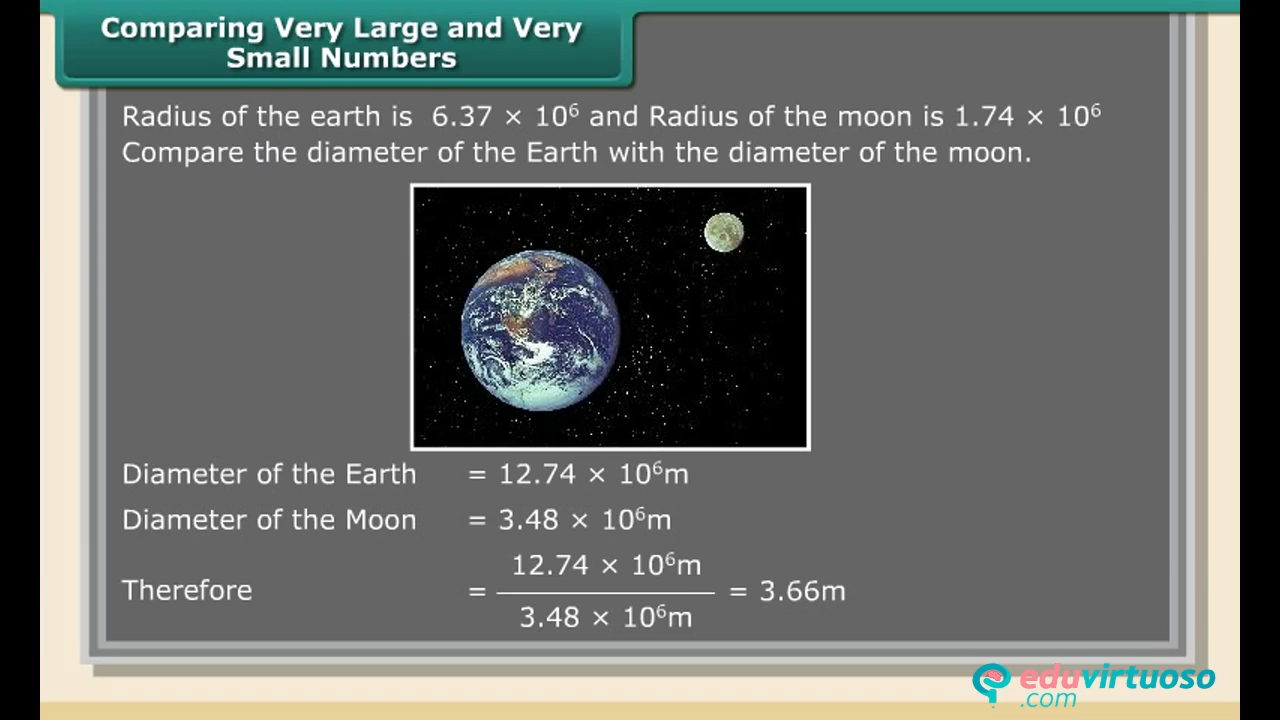 Comparing Very Large and Very
Small Numbers
Radius of the earth is 6.37 × 10⁶ and Radius of the moon is 1.74 × 10⁶
Compare the diameter of the Earth with the diameter of the moon.
Diameter of the Earth = 12.74 × 10⁶m
Diameter of the Moon = 3.48 × 10⁶m
12.74 × 10⁶m
Therefore = = 3.66m
3.48 × 10⁶m
eduvirtuoso
.com